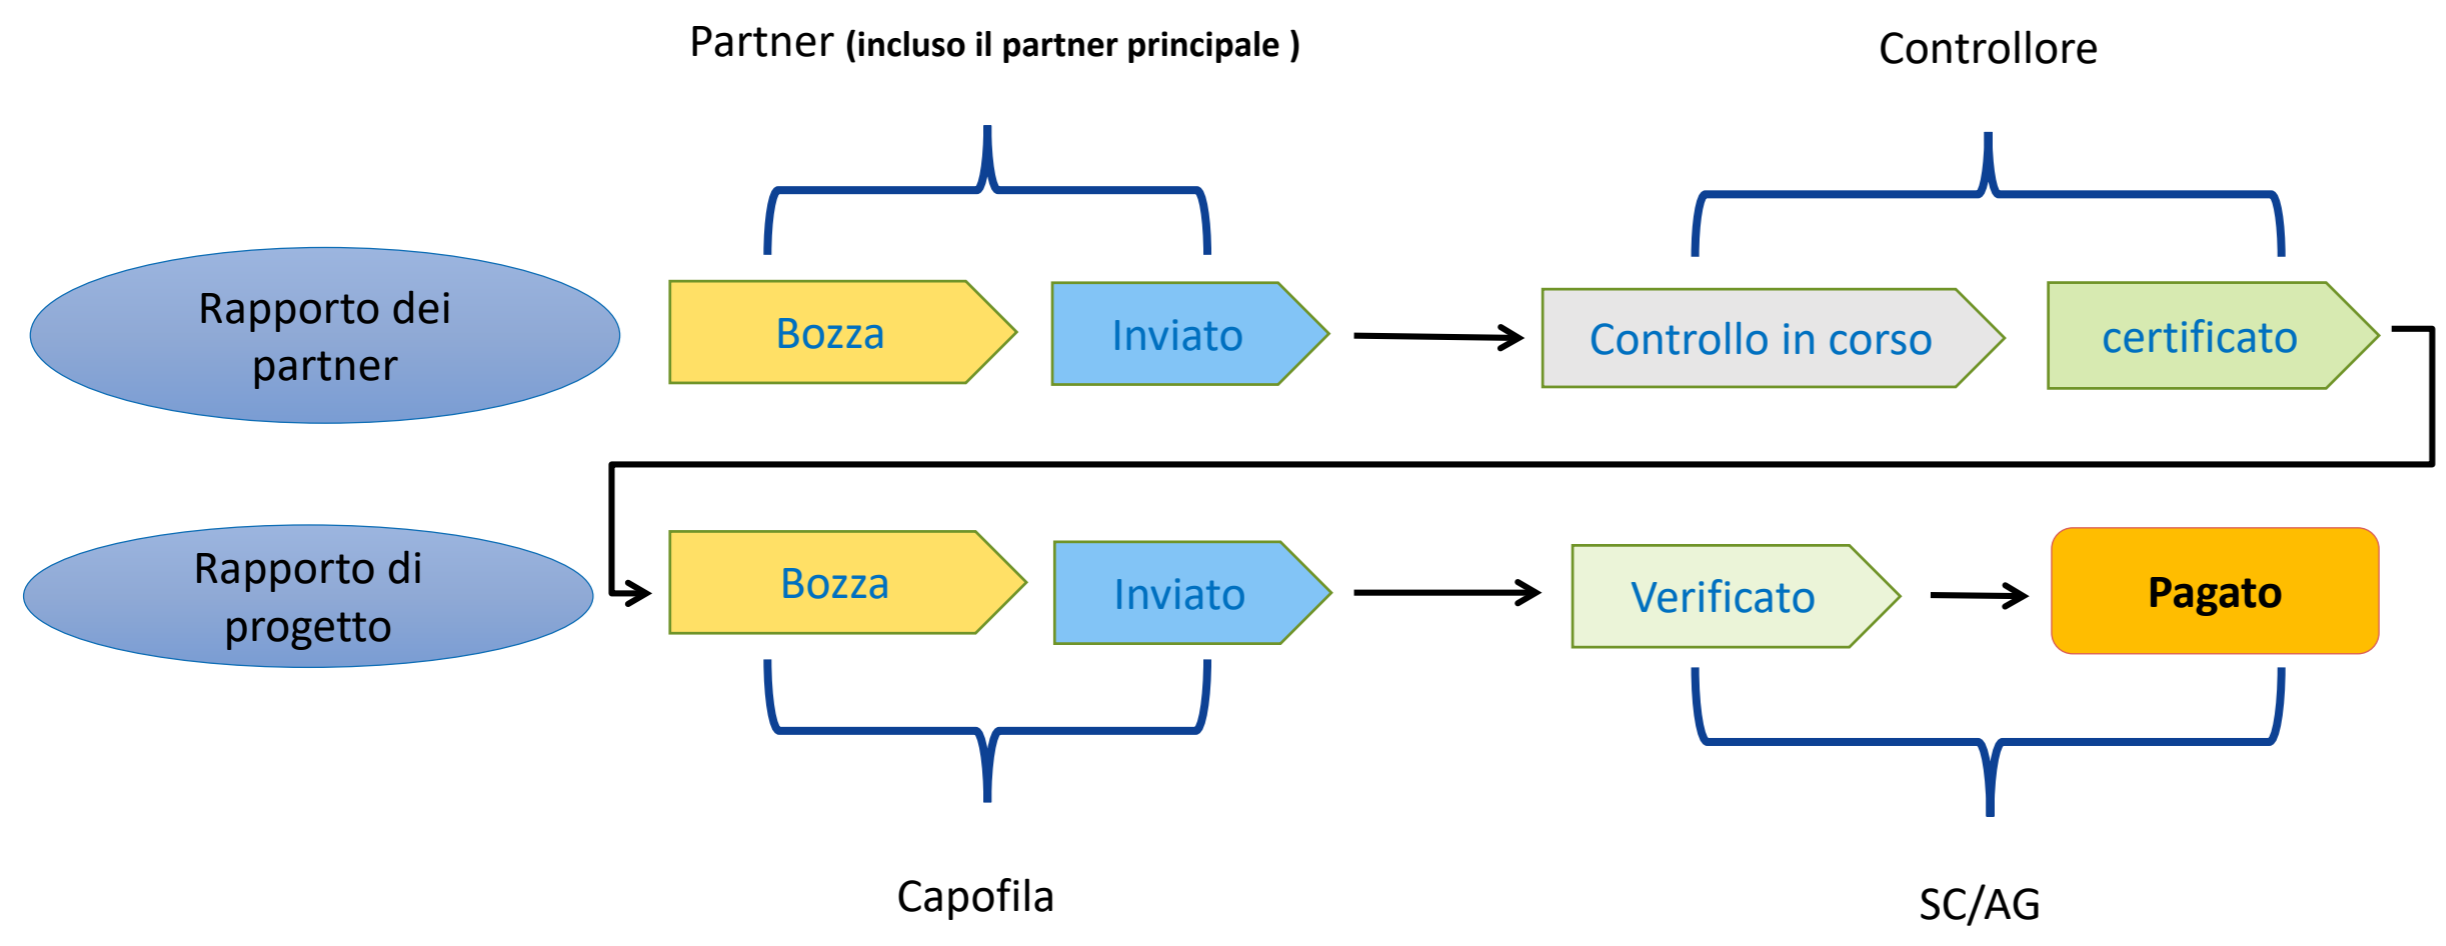 Partner (incluso il partner principale )
Controllore
Rapporto dei
partner
Bozza
Inviato
Controllo in corso
certificato
Rapporto di
progetto
Bozza
Inviato
Verificato
Pagato
Capofila
SC/AG